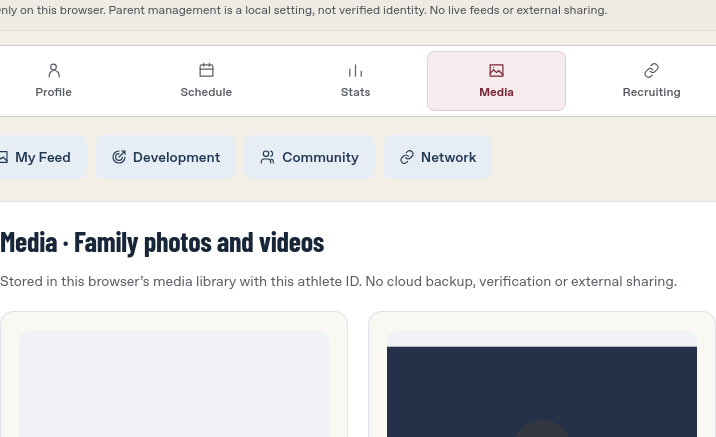 only on this browser. Parent management is a local setting, not verified identity. No live feeds or external sharing.
Profile
Schedule
Stats
Media
Recruiting
My Feed
Development
Community
Network
Media · Family photos and videos
Stored in this browser’s media library with this athlete ID. No cloud backup, verification or external sharing.